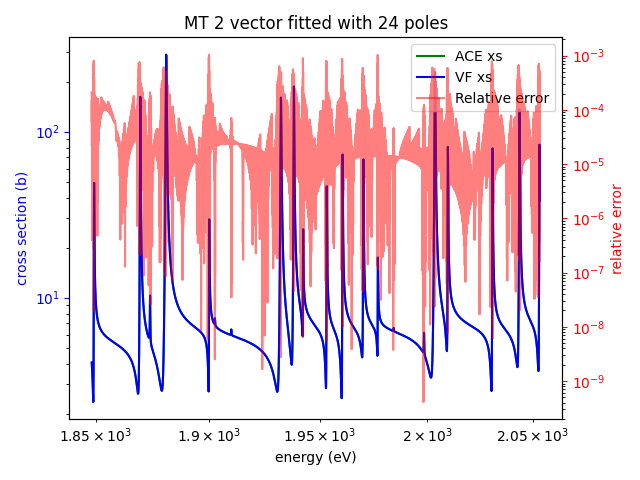 MT 2 vector fitted with 24 poles
ACE xs
VF xs
Relative error
cross section (b)
10²
10¹
10⁻³
10⁻⁴
10⁻⁵
10⁻⁶
10⁻⁷
10⁻⁸
10⁻⁹
relative error
1.85 × 10³
1.9 × 10³
1.95 × 10³
2 × 10³
2.05 × 10³
energy (eV)